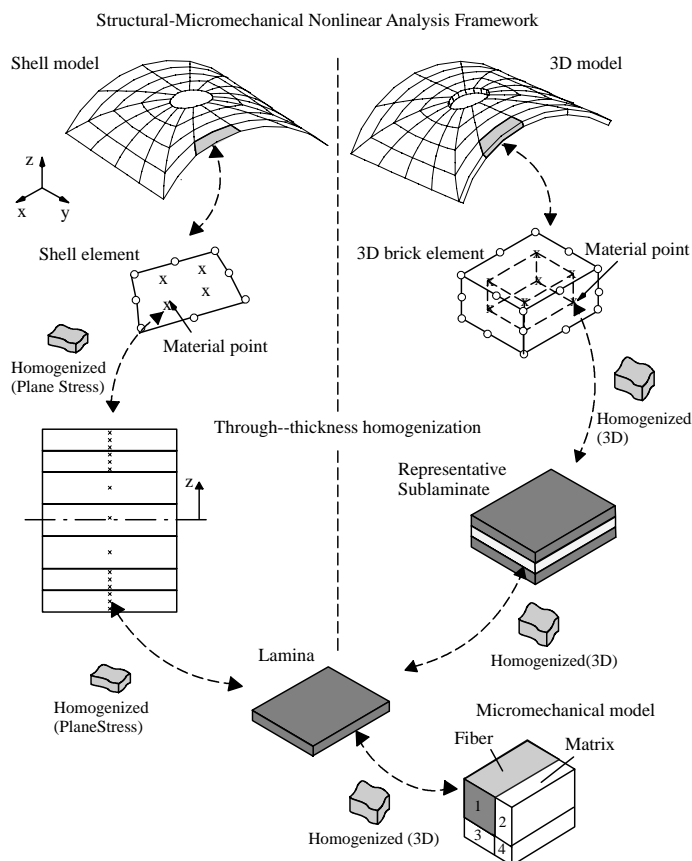 Structural-Micromechanical Nonlinear Analysis Framework
Shell model
3D model
z
x
y
Shell element
x
x
x
x
Material point
3D brick element
Material point
x
x
x
x
x
x
x
x
Homogenized
(Plane Stress)
Homogenized
(3D)
Through--thickness homogenization
z
Representative
Sublaminate
Homogenized(3D)
Lamina
Homogenized
(PlaneStress)
Micromechanical model
Fiber
Matrix
1
2
3
4
Homogenized (3D)